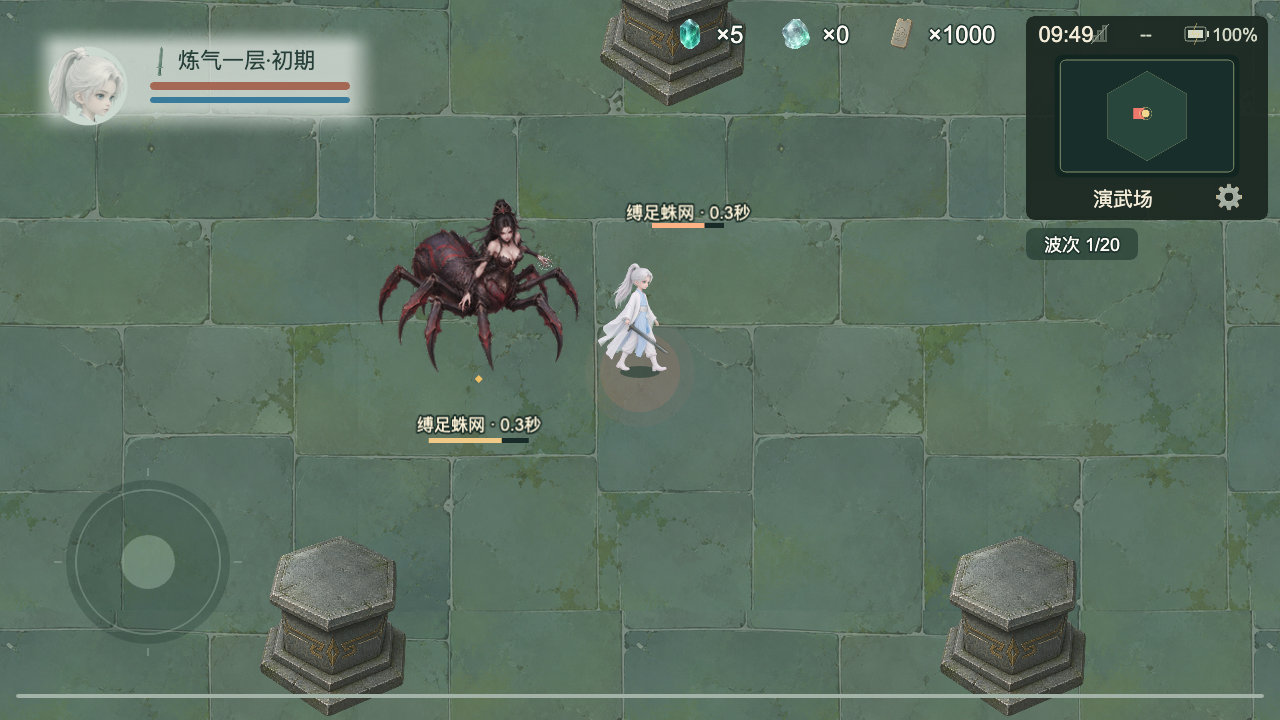 炼气一层·初期
×5
×0
×1000
09:49
--
100%
演武场
波次 1/20
缚足蛛网 · 0.3秒
缚足蛛网 · 0.3秒